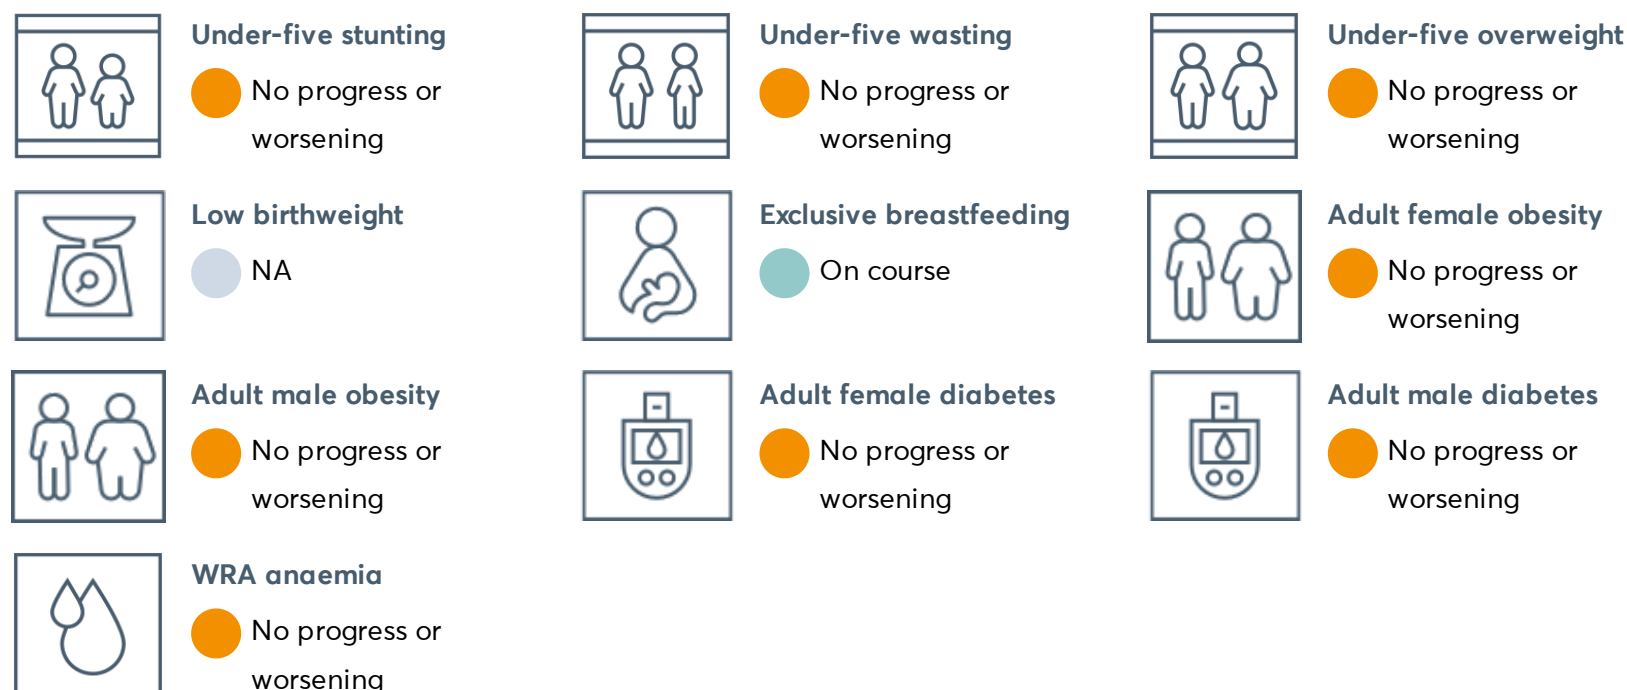 Under-five stunting
No progress or
worsening
Under-five wasting
No progress or
worsening
Under-five overweight
No progress or
worsening
Low birthweight
NA
Exclusive breastfeeding
On course
Adult female obesity
No progress or
worsening
Adult male obesity
No progress or
worsening
Adult female diabetes
No progress or
worsening
Adult male diabetes
No progress or
worsening
WRA anaemia
No progress or
worsening